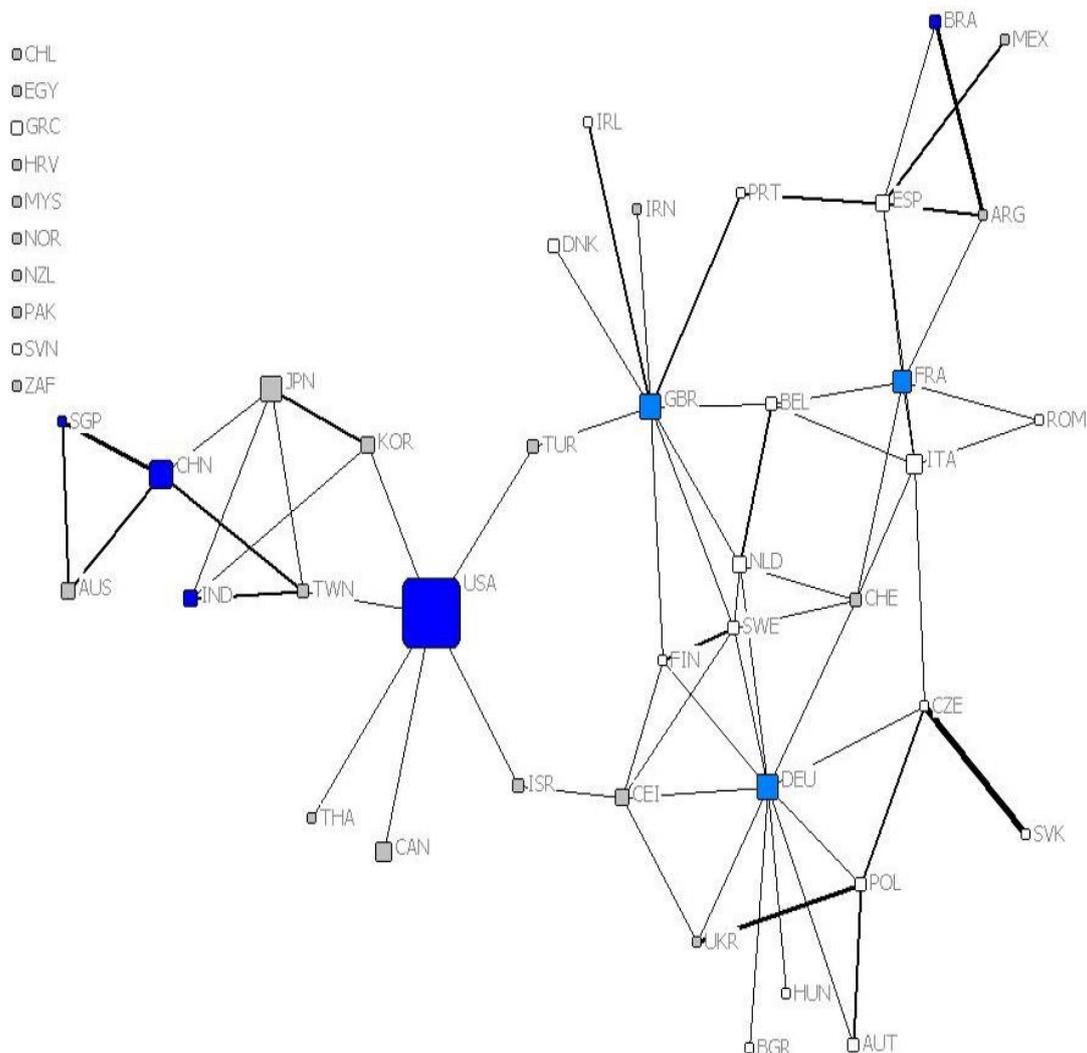 CHL
EGY
GRC
HRV
MYS
NOR
NZL
PAK
SVN
ZAF
BRA
MEX
IRL
PRT
ESP
IRN
ARG
DNK
JPN
FRA
GBR
BEL
SGP
ROM
KOR
TUR
CHN
ITA
NLD
USA
AUS
IND
TWN
CHE
SWE
FIN
CZE
DEU
ISR
CEI
THA
SVK
CAN
POL
UKR
HUN
BGR
AUT